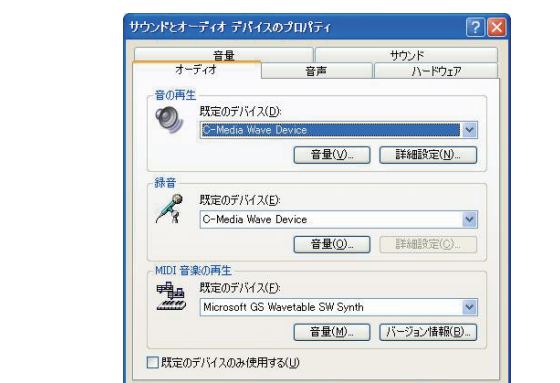 サウンドとオーディオ デバイスのプロパティ
音量 サウンド
オーディオ 音声 ハードウェア
音の再生
既定のデバイス(D):
C-Media Wave Device
音量(V)... 詳細設定(N)...
録音
既定のデバイス(E):
C-Media Wave Device
音量(O)... 詳細設定(C)...
MIDI 音楽の再生
既定のデバイス(F):
Microsoft GS Wavetable SW Synth
音量(M)... バージョン情報(B)...
既定のデバイスのみ使用する(U)